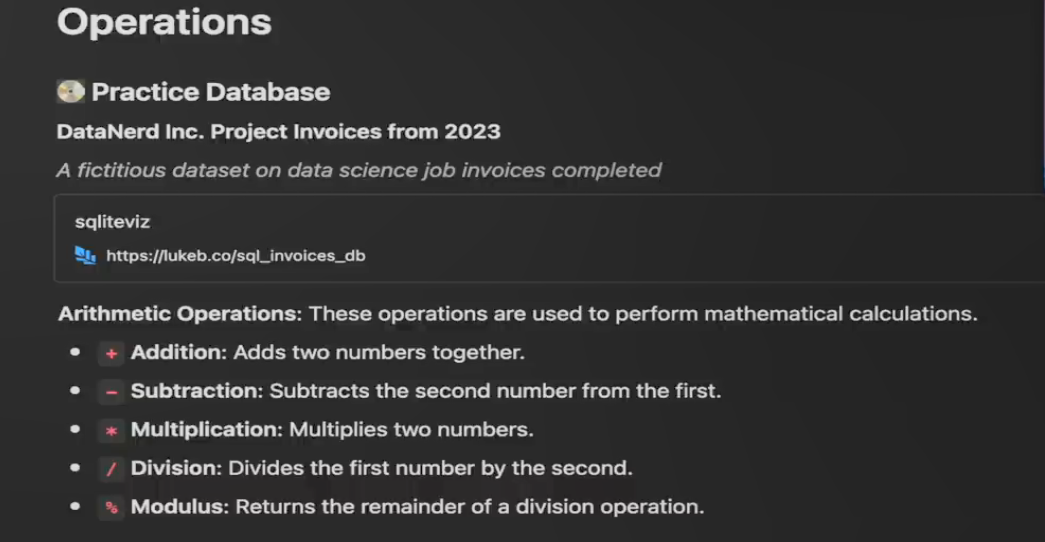 Operations
Practice Database
DataNerd Inc. Project Invoices from 2023
A fictitious dataset on data science job invoices completed
sqliteviz
https://lukeb.co/sql_invoices_db
Arithmetic Operations: These operations are used to perform mathematical calculations.
• + Addition: Adds two numbers together.
• - Subtraction: Subtracts the second number from the first.
• * Multiplication: Multiplies two numbers.
• / Division: Divides the first number by the second.
• % Modulus: Returns the remainder of a division operation.